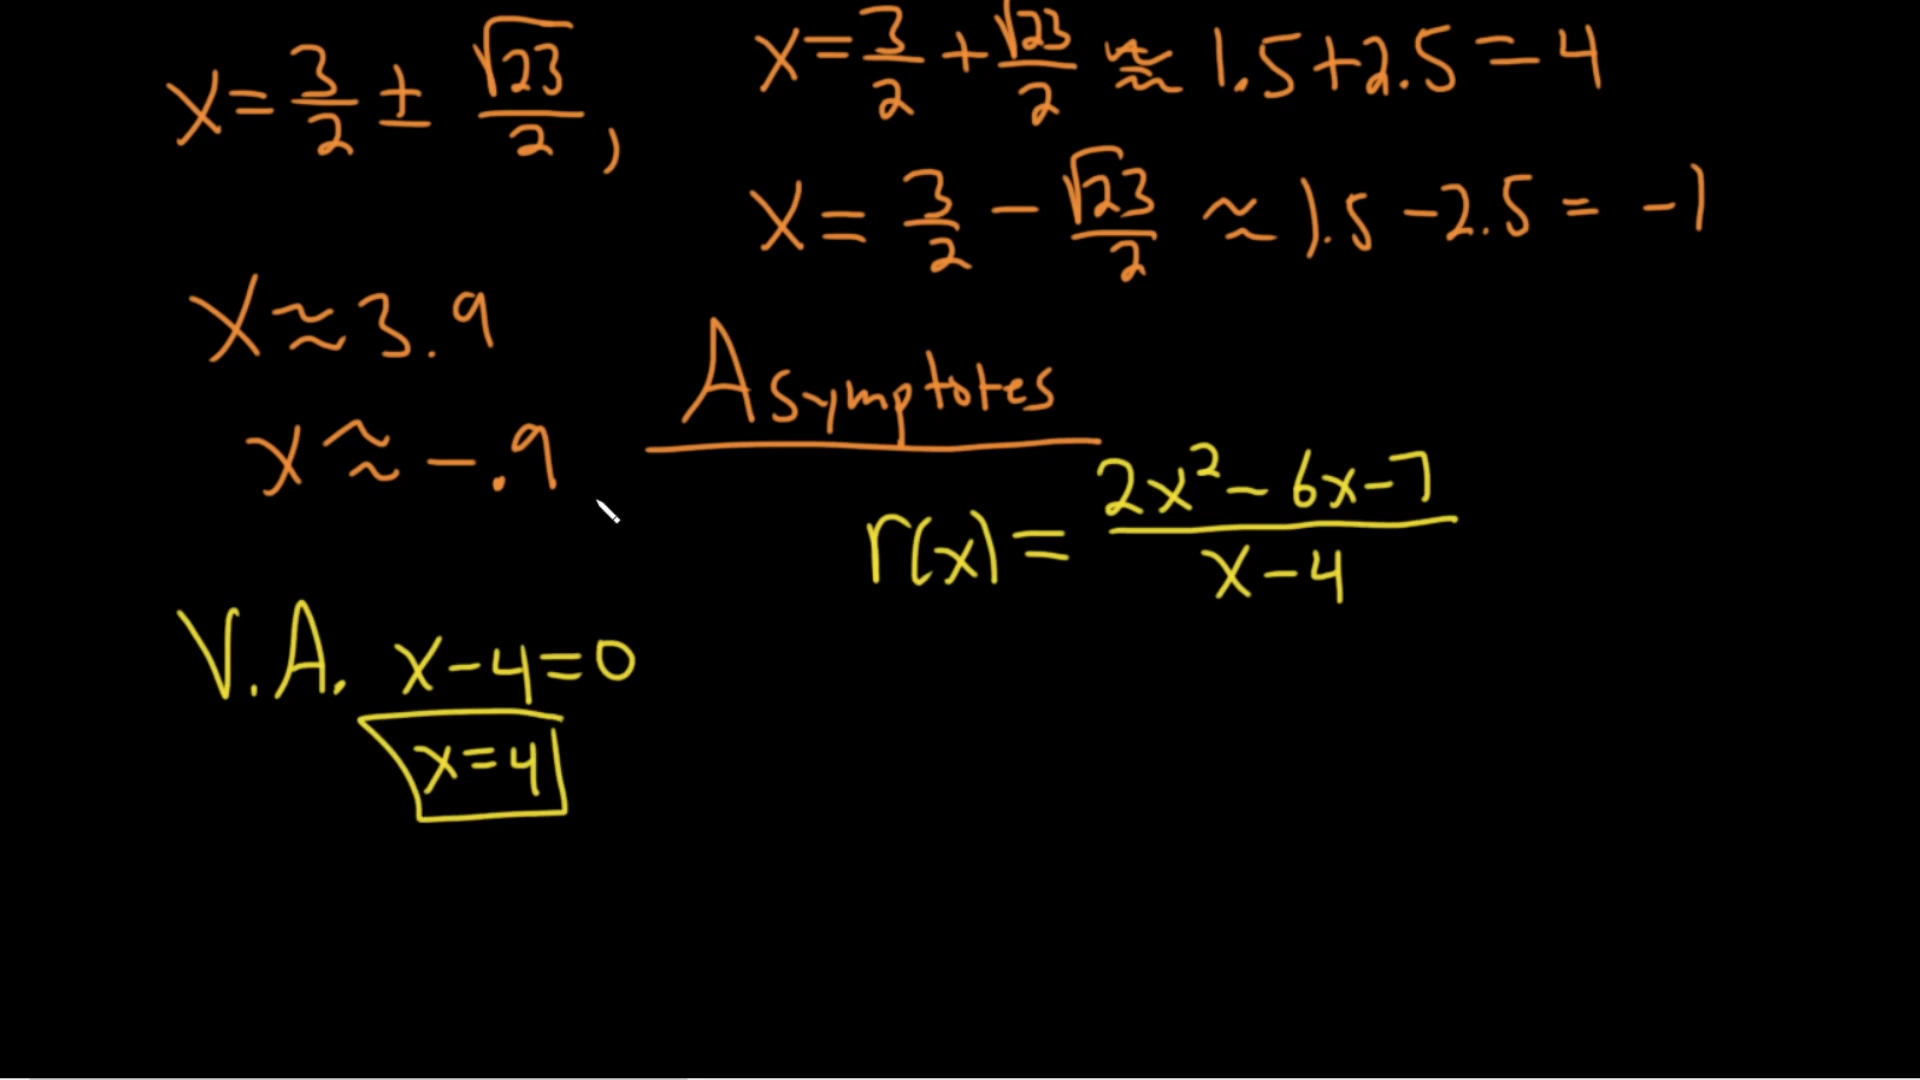 x = 3/2 ± √23/2 ,
x = 3/2 + √23/2 ≈ 1.5 + 2.5 = 4
x = 3/2 - √23/2 ≈ 1.5 - 2.5 = -1
x ≈ 3.9
x ≈ -.9
Asymptotes
r(x) = (2x² - 6x - 7)/(x - 4)
V.A. x - 4 = 0
x = 4